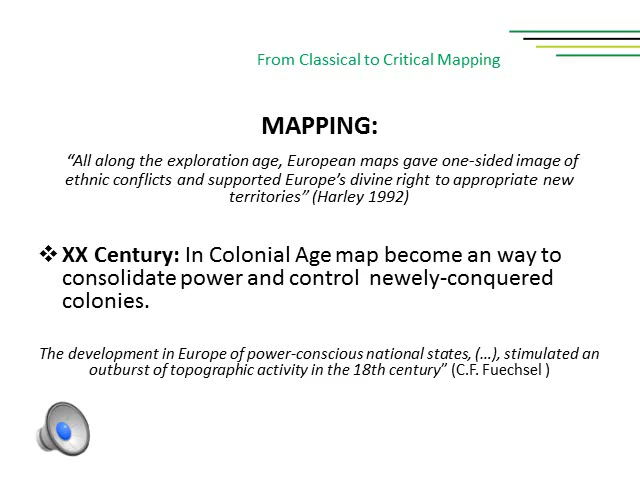 From Classical to Critical Mapping
MAPPING:
“All along the exploration age, European maps gave one-sided image of
ethnic conflicts and supported Europe’s divine right to appropriate new
territories” (Harley 1992)
❖ XX Century: In Colonial Age map become an way to
consolidate power and control newely-conquered
colonies.
The development in Europe of power-conscious national states, (…), stimulated an
outburst of topographic activity in the 18th century” (C.F. Fuechsel )